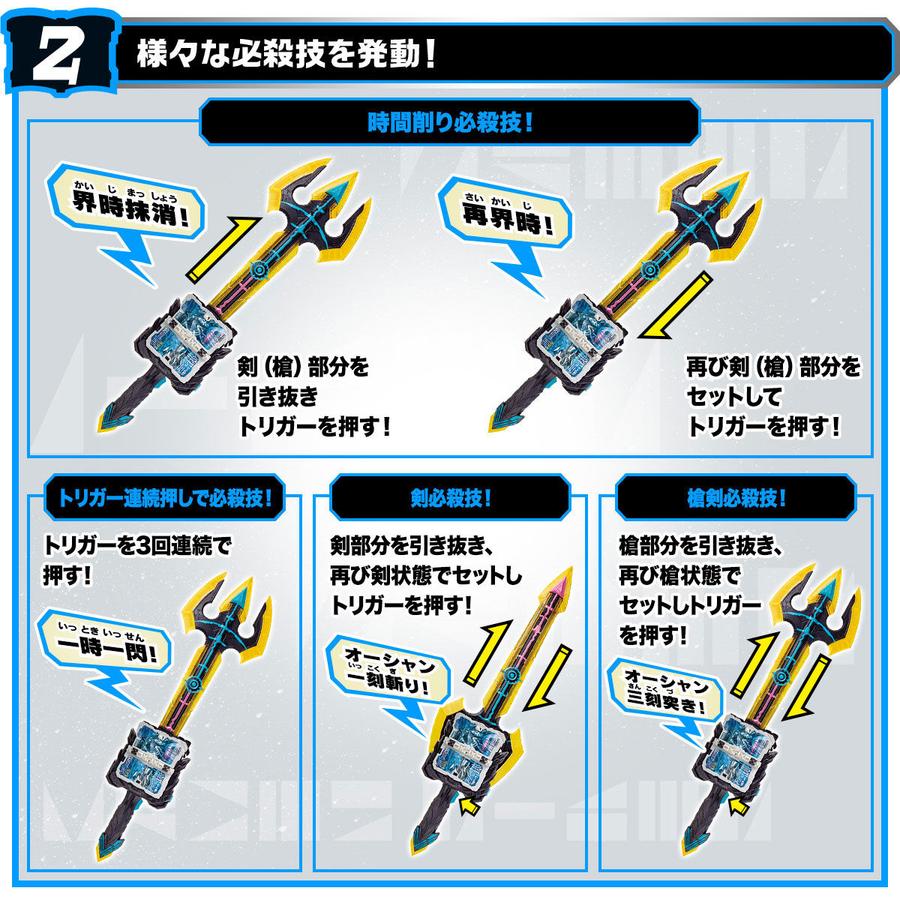 2
様々な必殺技を発動！
時間削り必殺技！
かい じ まっ しょう
界時抹消！
さい かい じ
再界時！
剣（槍）部分を
引き抜き
トリガーを押す！
再び剣（槍）部分を
セットして
トリガーを押す！
トリガー連続押しで必殺技！
トリガーを3回連続で
押す！
いっ とき いっ せん
一時一閃！
剣必殺技！
剣部分を引き抜き、
再び剣状態でセットし
トリガーを押す！
オーシャン
いっ こく ぎ
一刻斬り！
槍剣必殺技！
槍部分を引き抜き、
再び槍状態で
セットしトリガー
を押す！
オーシャン
さん こく づ
三刻突き！